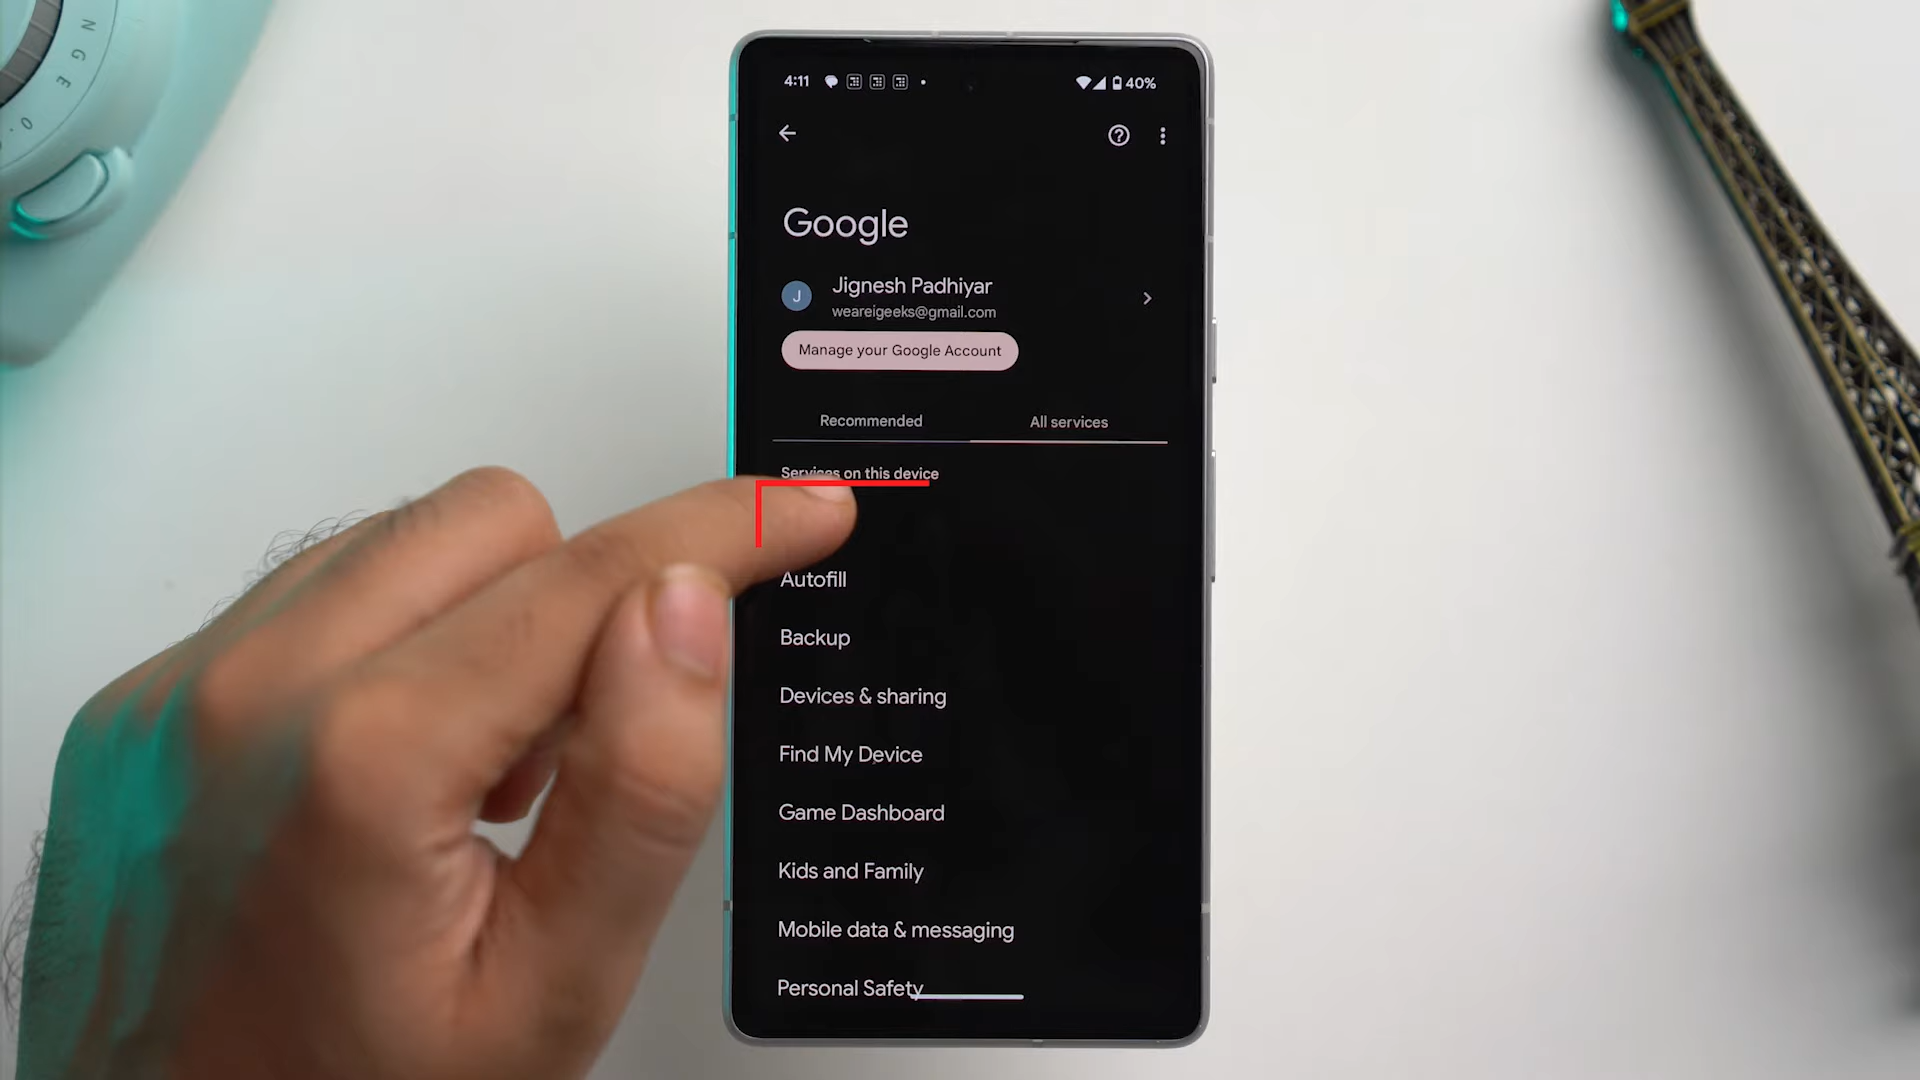 N G E
0 .
4:11
40%
Google
J
Jignesh Padhiyar
weareigeeks@gmail.com
Manage your Google Account
Recommended
All services
Services on this device
Autofill
Backup
Devices & sharing
Find My Device
Game Dashboard
Kids and Family
Mobile data & messaging
Personal Safety